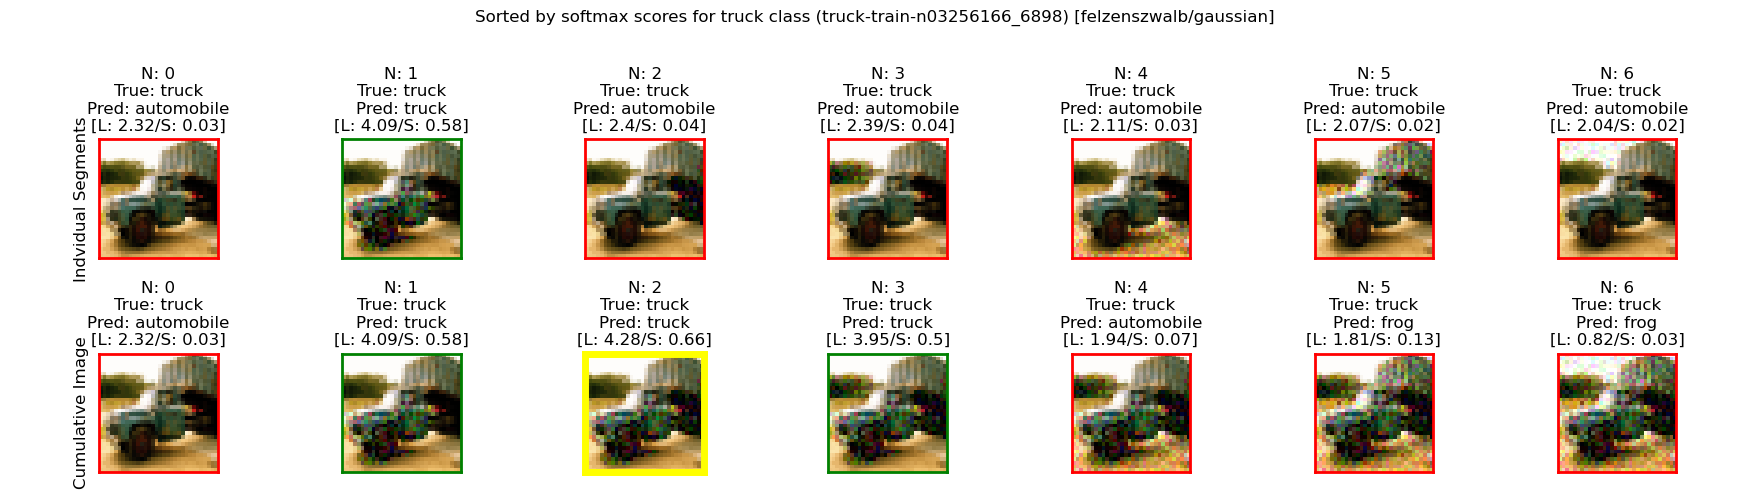 Sorted by softmax scores for truck class (truck-train-n03256166_6898) [felzenszwalb/gaussian]
Indvidual Segments
N: 0
True: truck
Pred: automobile
[L: 2.32/S: 0.03]
N: 1
True: truck
Pred: truck
[L: 4.09/S: 0.58]
N: 2
True: truck
Pred: automobile
[L: 2.4/S: 0.04]
N: 3
True: truck
Pred: automobile
[L: 2.39/S: 0.04]
N: 4
True: truck
Pred: automobile
[L: 2.11/S: 0.03]
N: 5
True: truck
Pred: automobile
[L: 2.07/S: 0.02]
N: 6
True: truck
Pred: automobile
[L: 2.04/S: 0.02]
Cumulative Image
N: 0
True: truck
Pred: automobile
[L: 2.32/S: 0.03]
N: 1
True: truck
Pred: truck
[L: 4.09/S: 0.58]
N: 2
True: truck
Pred: truck
[L: 4.28/S: 0.66]
N: 3
True: truck
Pred: truck
[L: 3.95/S: 0.5]
N: 4
True: truck
Pred: automobile
[L: 1.94/S: 0.07]
N: 5
True: truck
Pred: frog
[L: 1.81/S: 0.13]
N: 6
True: truck
Pred: frog
[L: 0.82/S: 0.03]